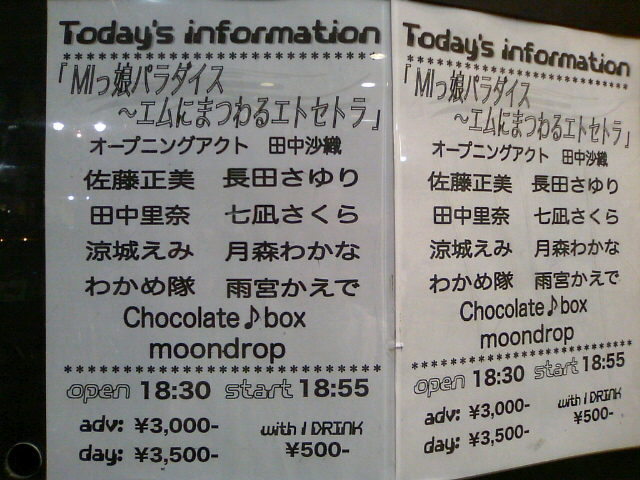 Today's information
「MIっ娘パラダイス
～エムにまつわるエトセトラ」
オープニングアクト 田中沙織
佐藤正美 長田さゆり
田中里奈 七凪さくら
涼城えみ 月森わかな
わかめ隊 雨宮かえで
Chocolate♪box
moondrop
open 18:30 start 18:55
adv: ¥3,000- with 1 DRINK
day: ¥3,500- ¥500-
Today's information
「MIっ娘パラダイス
～エムにまつわるエトセトラ」
オープニングアクト 田中沙織
佐藤正美 長田さゆり
田中里奈 七凪さくら
涼城えみ 月森わかな
わかめ隊 雨宮かえで
Chocolate♪box
moondrop
open 18:30 start 18:55
adv: ¥3,000- with 1 DRINK
day: ¥3,500- ¥500-